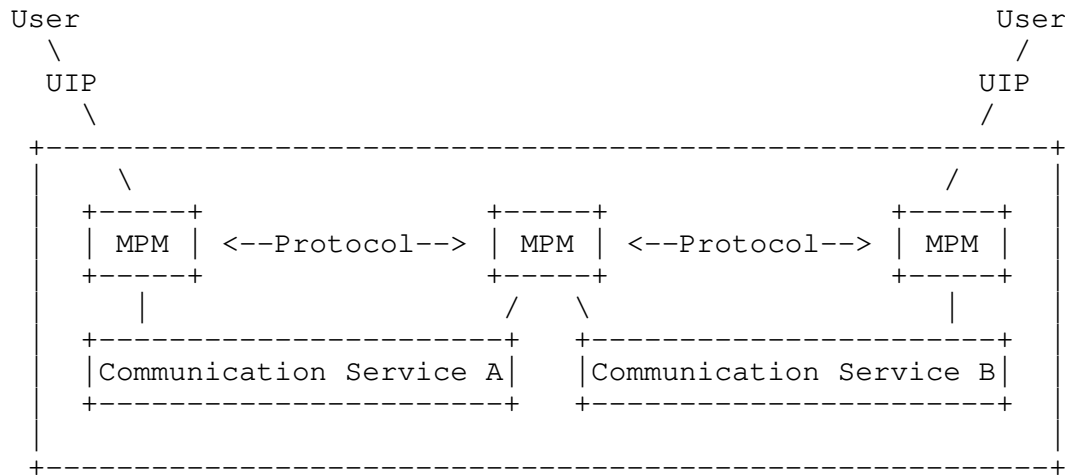 User User
UIP UIP
MPM <--Protocol--> MPM <--Protocol--> MPM
Communication Service A Communication Service B